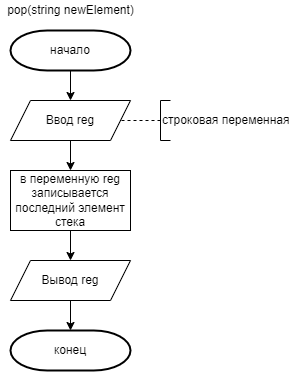 pop(string newElement)
начало
Ввод reg
строковая переменная
в переменную reg
записывается
последний элемент
стека
Вывод reg
конец